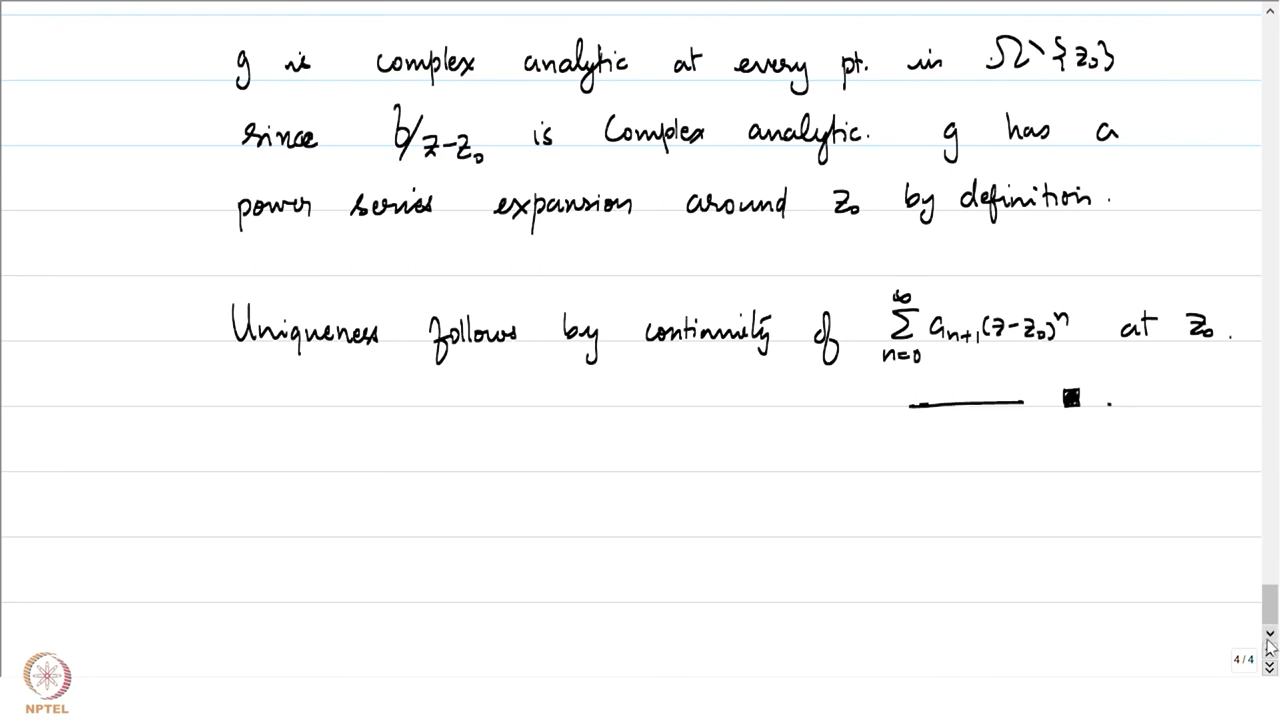 g is complex analytic at every pt. in Ω∖{z₀}
since b/z-z₀ is complex analytic. g has a
power series expansion around z₀ by definition.
Uniqueness follows by continuity of ∑_{n=0}^{∞} a_{n+1}(z-z₀)ⁿ at z₀.
4/4
NPTEL